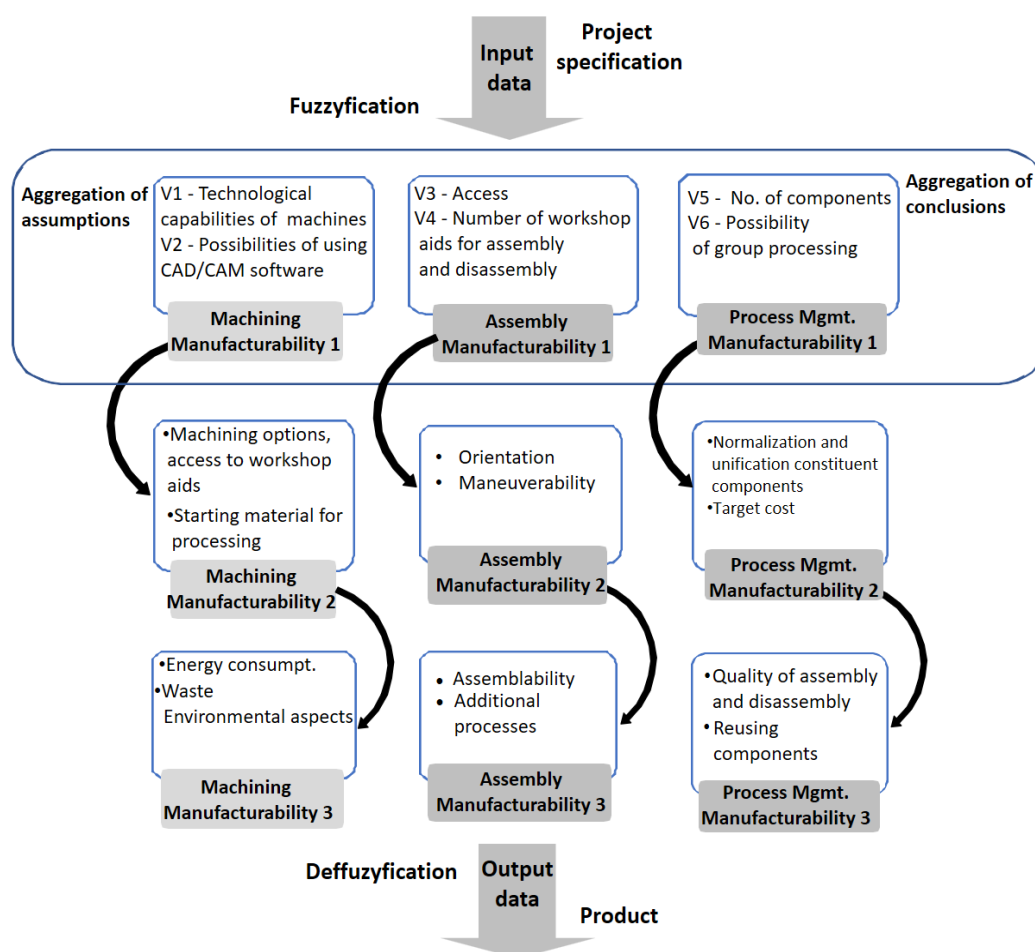 Input
data
Project
specification
Fuzzyfication
Aggregation of
assumptions
V1 - Technological
capabilities of machines
V2 - Possibilities of using
CAD/CAM software
Machining
Manufacturability 1
V3 - Access
V4 - Number of workshop
aids for assembly
and disassembly
Assembly
Manufacturability 1
V5 - No. of components
V6 - Possibility
of group processing
Process Mgmt.
Manufacturability 1
Aggregation of
conclusions
•Machining options,
access to workshop
aids
•Starting material for
processing
Machining
Manufacturability 2
• Orientation
• Maneuverability
Assembly
Manufacturability 2
•Normalization and
unification constituent
components
•Target cost
Process Mgmt.
Manufacturability 2
•Energy consumpt.
•Waste
Environmental aspects
Machining
Manufacturability 3
• Assemblability
• Additional
processes
Assembly
Manufacturability 3
• Quality of assembly
and disassembly
• Reusing
components
Process Mgmt.
Manufacturability 3
Deffuzyfication
Output
data
Product